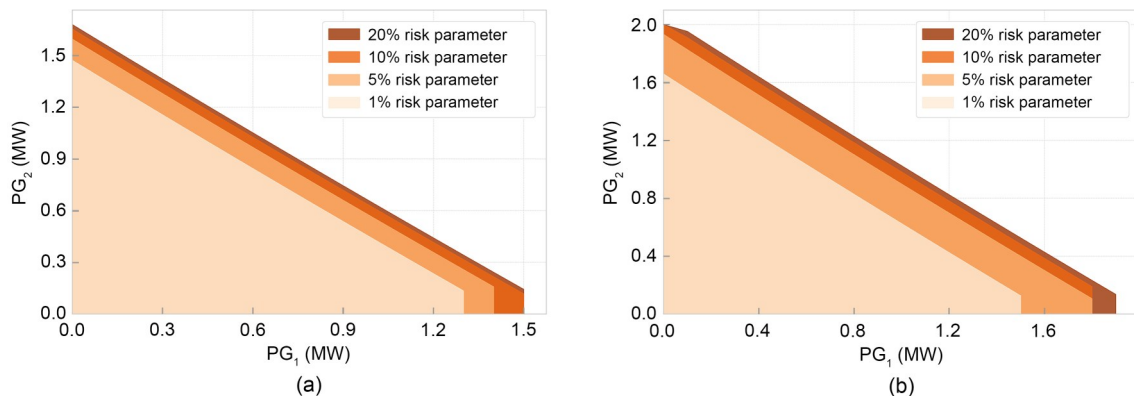 1.5
1.2
0.9
0.6
0.3
0.0
PG₂ (MW)
20% risk parameter
10% risk parameter
5% risk parameter
1% risk parameter
0.0 0.3 0.6 0.9 1.2 1.5
PG₁ (MW)
(a)
2.0
1.6
1.2
0.8
0.4
0.0
PG₂ (MW)
20% risk parameter
10% risk parameter
5% risk parameter
1% risk parameter
0.0 0.4 0.8 1.2 1.6
PG₁ (MW)
(b)